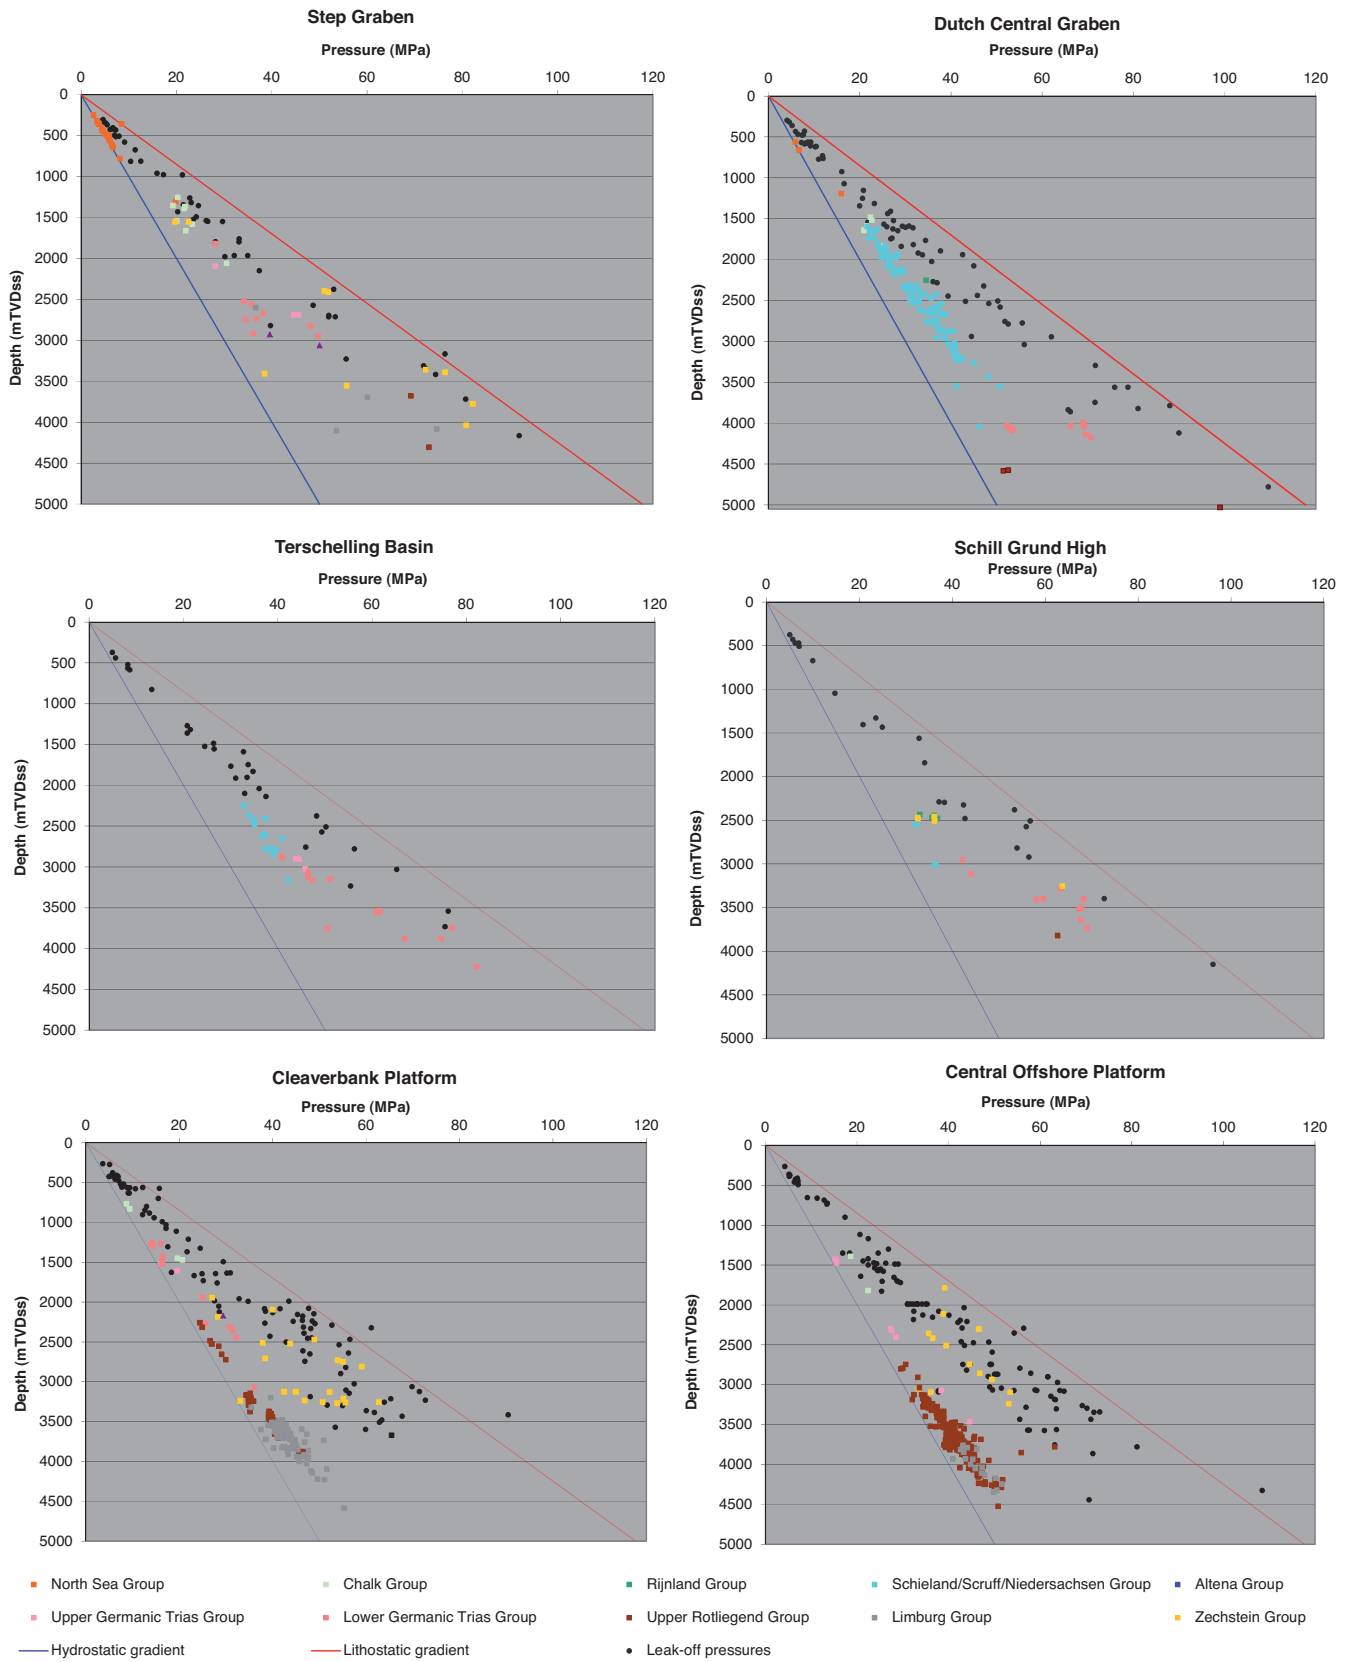 Step Graben
Pressure (MPa)
0 20 40 60 80 100 120
0
500
1000
1500
2000
2500
3000
3500
4000
4500
5000
Depth (mTVDss)
Dutch Central Graben
Pressure (MPa)
0 20 40 60 80 100 120
0
500
1000
1500
2000
2500
3000
3500
4000
4500
5000
Depth (mTVDss)
Terschelling Basin
Pressure (MPa)
0 20 40 60 80 100 120
0
500
1000
1500
2000
2500
3000
3500
4000
4500
5000
Depth (mTVDss)
Schill Grund High
Pressure (MPa)
0 20 40 60 80 100 120
0
500
1000
1500
2000
2500
3000
3500
4000
4500
5000
Depth (mTVDss)
Cleaverbank Platform
Pressure (MPa)
0 20 40 60 80 100 120
0
500
1000
1500
2000
2500
3000
3500
4000
4500
5000
Depth (mTVDss)
Central Offshore Platform
Pressure (MPa)
0 20 40 60 80 100 120
0
500
1000
1500
2000
2500
3000
3500
4000
4500
5000
Depth (mTVDss)
North Sea Group Chalk Group Rijnland Group Schieland/Scruff/Niedersachsen Group Altena Group
Upper Germanic Trias Group Lower Germanic Trias Group Upper Rotliegend Group Limburg Group Zechstein Group
Hydrostatic gradient Lithostatic gradient Leak-off pressures